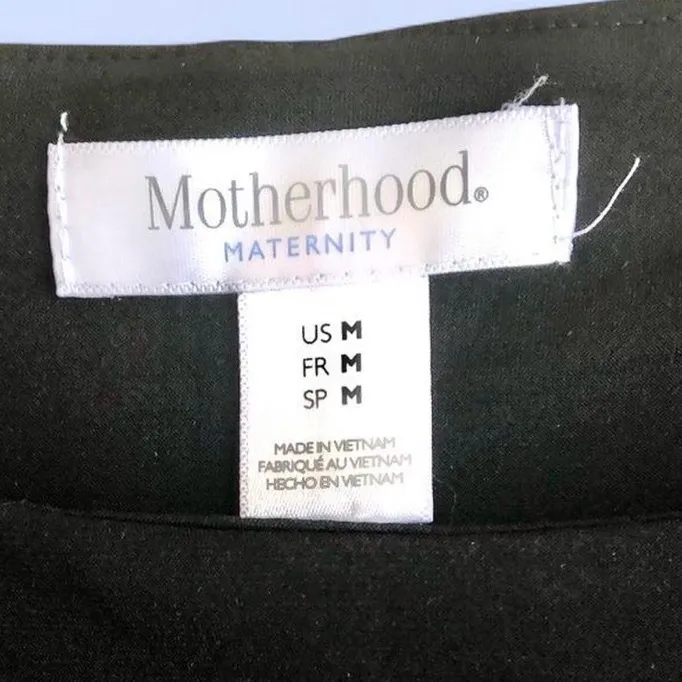 Motherhood®
MATERNITY
US M
FR M
SP M
MADE IN VIETNAM
FABRIQUÉ AU VIETNAM
HECHO EN VIETNAM